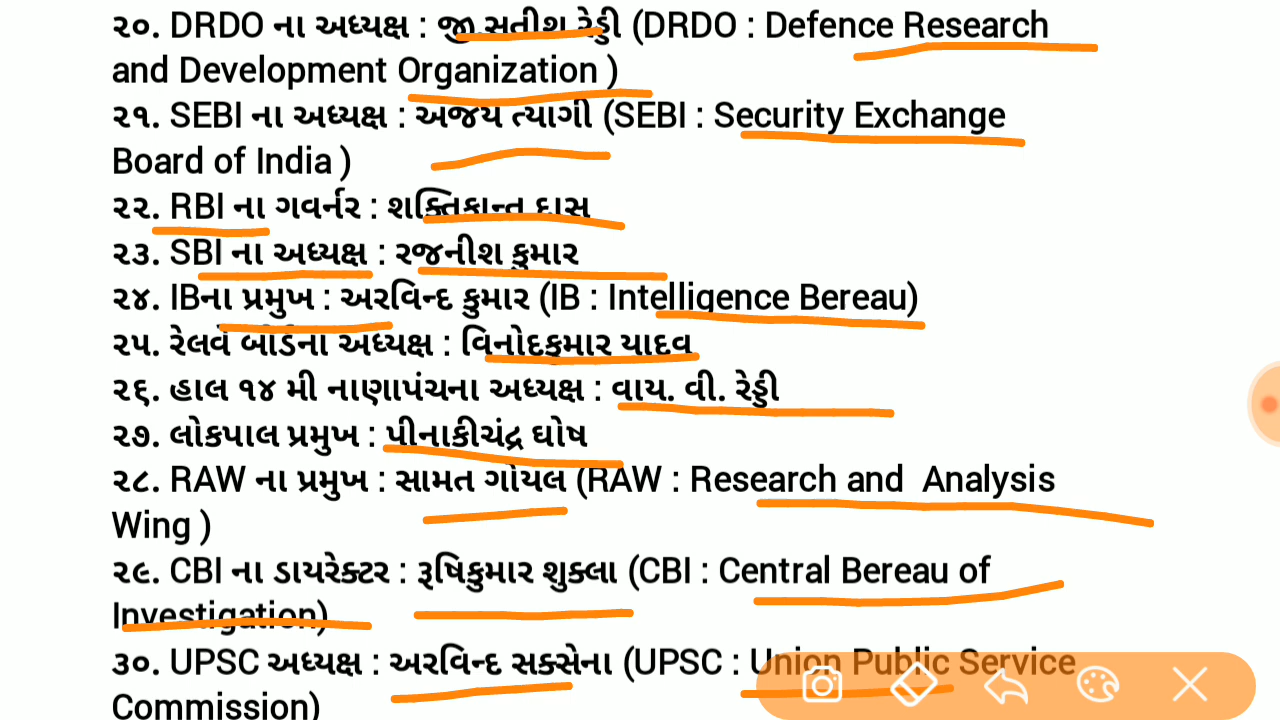 ૨૦. DRDO ના અધ્યક્ષ : જી.સતીશ રેડ્ડી (DRDO : Defence Research
and Development Organization )
૨૧. SEBI ના અધ્યક્ષ : અજય ત્યાગી (SEBI : Security Exchange
Board of India )
૨૨. RBI ના ગવર્નર : શક્તિકાન્ત દાસ
૨૩. SBI ના અધ્યક્ષ : રજનીશ કુમાર
૨૪. IBના પ્રમુખ : અરવિન્દ કુમાર (IB : Intelligence Bereau)
૨૫. રેલવે બોર્ડના અધ્યક્ષ : વિનોદકુમાર યાદવ
૨૬. હાલ ૧૪ મી નાણાપંચના અધ્યક્ષ : વાય. વી. રેડ્ડી
૨૭. લોકપાલ પ્રમુખ : પીનાકીચંદ્ર ઘોષ
૨૮. RAW ના પ્રમુખ : સામત ગોયલ (RAW : Research and  Analysis
Wing )
૨૯. CBI ના ડાયરેક્ટર : રૂષિકુમાર શુક્લા (CBI : Central Bereau of
Investigation)
૩૦. UPSC અધ્યક્ષ : અરવિન્દ સક્સેના (UPSC : Union Public Service
Commission)